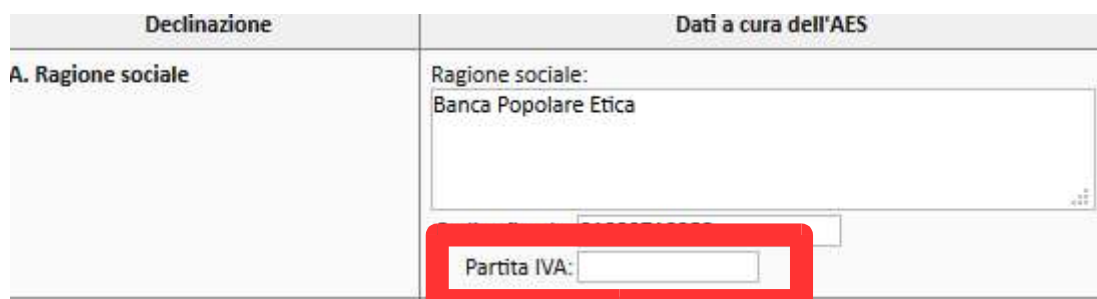 Declinazione
Dati a cura dell'AES
A. Ragione sociale
Ragione sociale:
Banca Popolare Etica
Partita IVA: